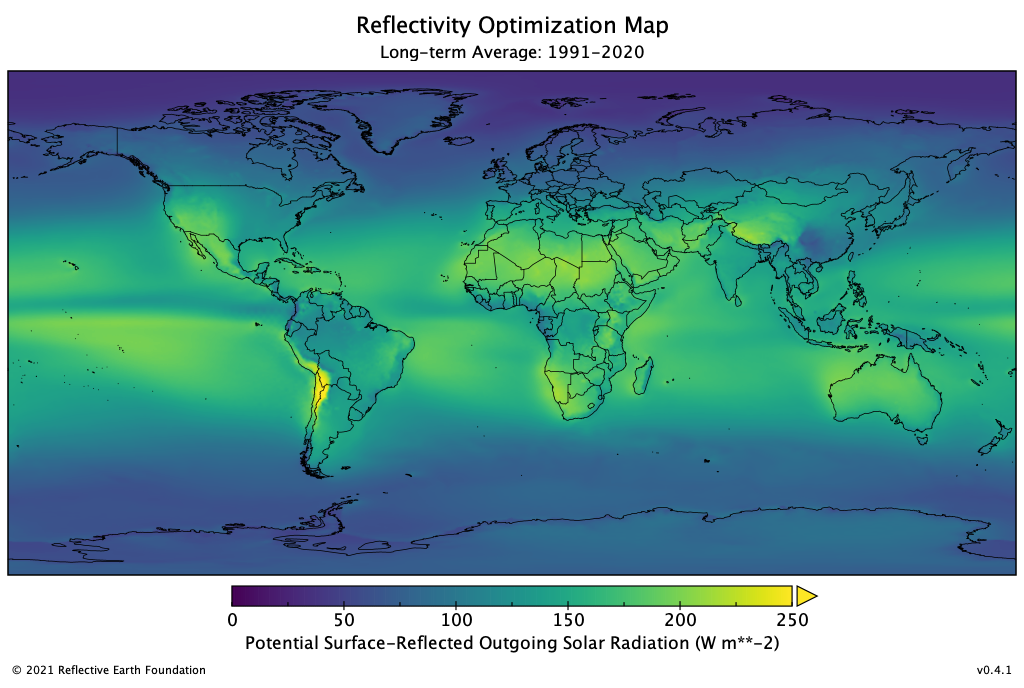 Reflectivity Optimization Map
Long-term Average: 1991-2020
0 50 100 150 200 250
Potential Surface-Reflected Outgoing Solar Radiation (W m**-2)
© 2021 Reflective Earth Foundation
v0.4.1